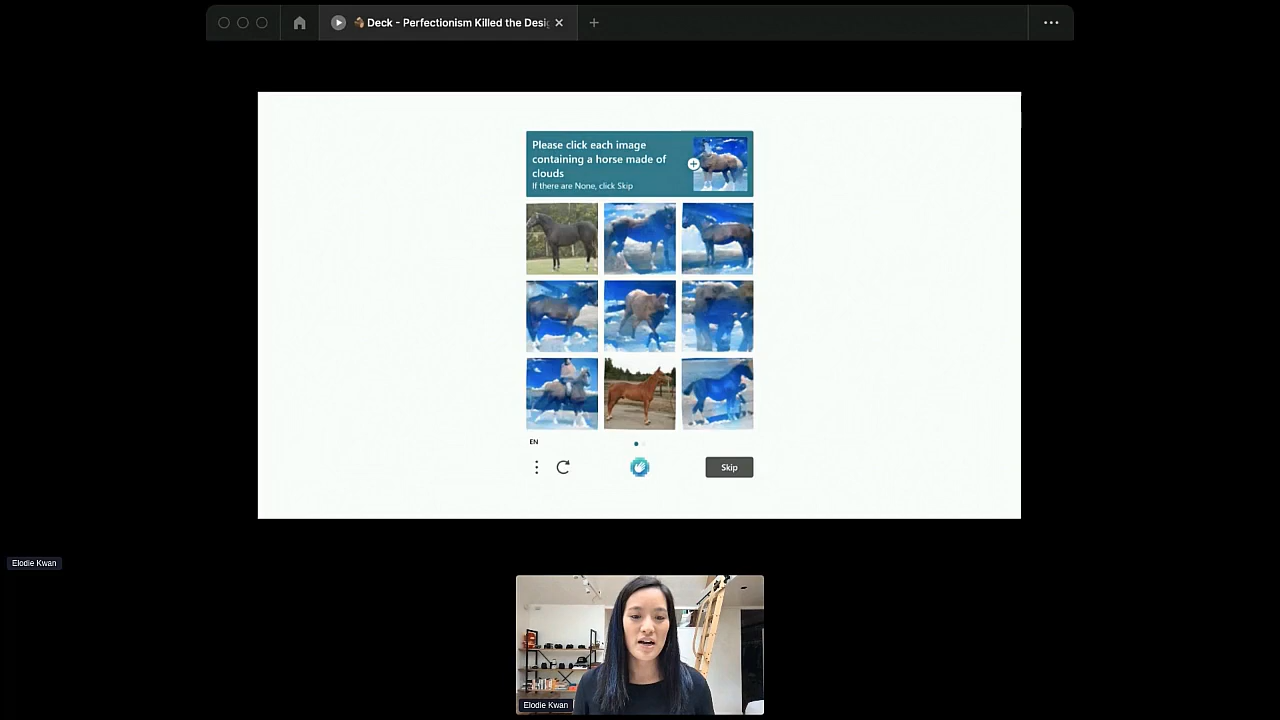 Deck - Perfectionism Killed the Desi
Please click each image
containing a horse made of
clouds
If there are None, click Skip
EN
Skip
Elodie Kwan
Elodie Kwan